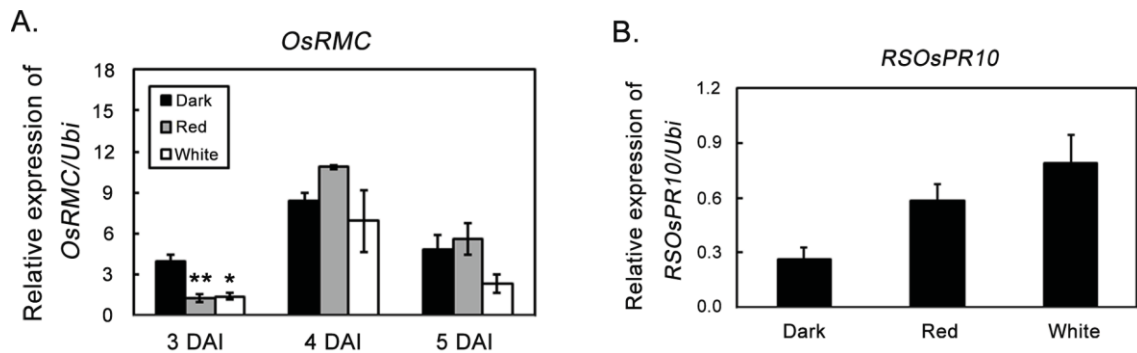 A.
OsRMC
Relative expression of
OsRMC/Ubi
18
15
12
9
6
3
0
Dark
Red
White
** *
3 DAI 4 DAI 5 DAI
B.
RSOsPR10
Relative expression of
RSOsPR10/Ubi
1.2
0.9
0.6
0.3
0.0
Dark Red White